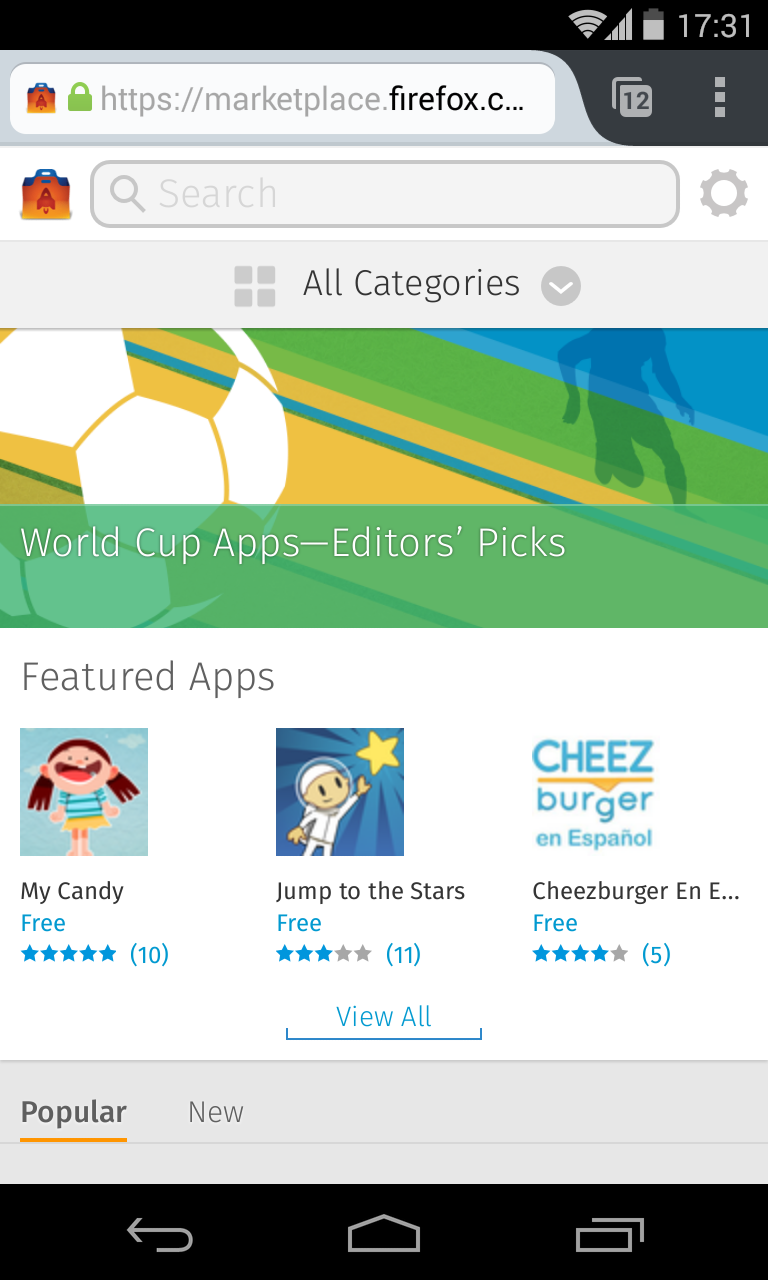 17:31
https://marketplace.firefox.c...
12
Search
All Categories
World Cup Apps—Editors’ Picks
Featured Apps
CHEEZ
burger
en Español
My Candy
Jump to the Stars
Cheezburger En E...
Free
Free
Free
(10)
(11)
(5)
View All
Popular
New